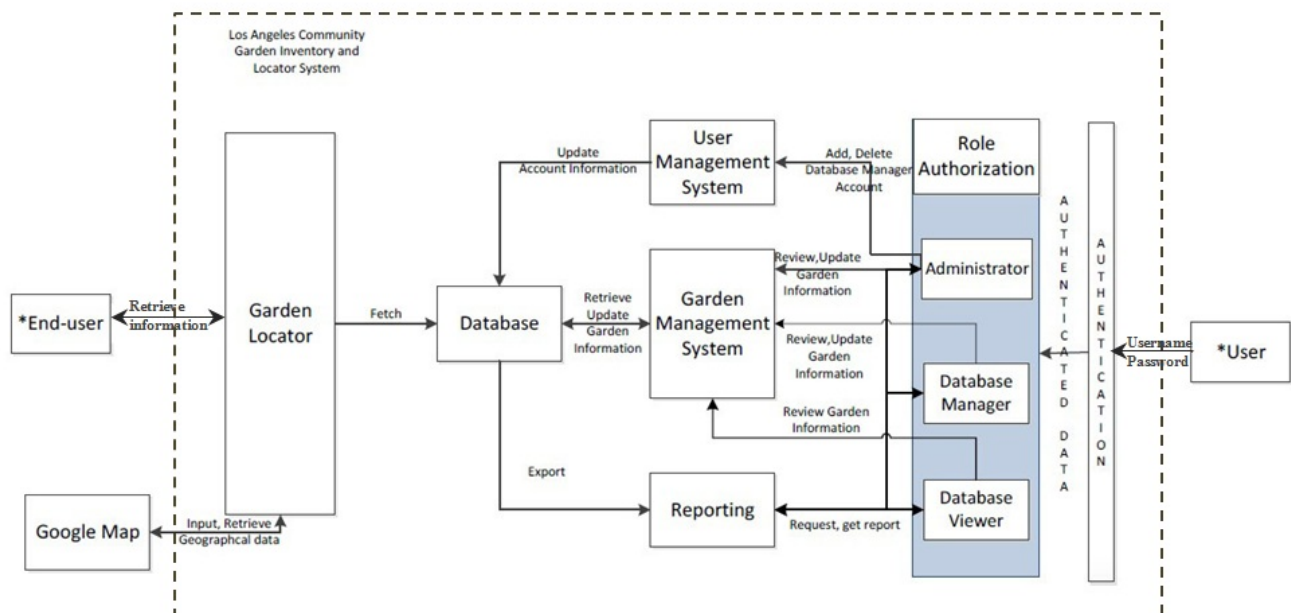 Los Angeles Community
Garden Inventory and
Locator System
*End-user
Retrieve
information
Google Map
Input, Retrieve
Geographcal data
Garden
Locator
Fetch
Database
Update
Account Information
Retrieve
Update
Garden
Information
Export
User
Management
System
Garden
Management
System
Reporting
Add, Delete
Database Manager
Account
Review,Update
Garden
Information
Review,Update
Garden
Information
Review Garden
Information
Request, get report
Role
Authorization
Administrator
Database
Manager
Database
Viewer
AUTHENTICATED DATA
AUTHENTICATION
Username
Password
*User